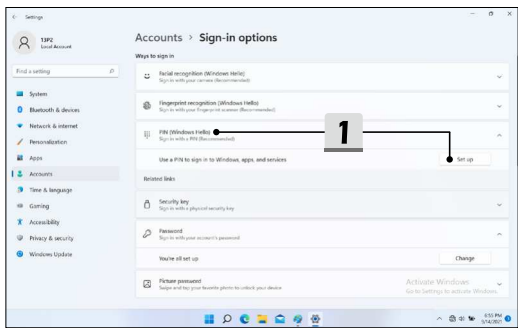 Settings
13P2
Local Account
Find a setting
System
Bluetooth & devices
Network & internet
Personalization
Apps
Accounts
Time & language
Gaming
Accessibility
Privacy & security
Windows Update
Accounts > Sign-in options
Ways to sign in
Facial recognition (Windows Hello)
Sign in with your camera (Recommended)
Fingerprint recognition (Windows Hello)
Sign in with your fingerprint scanner (Recommended)
PIN (Windows Hello)
Sign in with a PIN (Recommended)
1
Use a PIN to sign in to Windows, apps, and services
Set up
Related links
Security key
Sign in with a physical security key
Password
Sign in with your account's password
You're all set up
Change
Picture password
Swipe and tap your favorite photo to unlock your device
Activate Windows
Go to Settings to activate Windows.
6:55 PM
5/14/2021